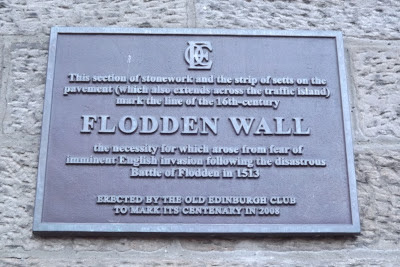 This section of stonework and the strip of setts on the
pavement (which also extends across the traffic island)
mark the line of the 16th-century
FLODDEN WALL
the necessity for which arose from fear of
imminent English invasion following the disastrous
Battle of Flodden in 1513
ERECTED BY THE OLD EDINBURGH CLUB
TO MARK ITS CENTENARY IN 2008